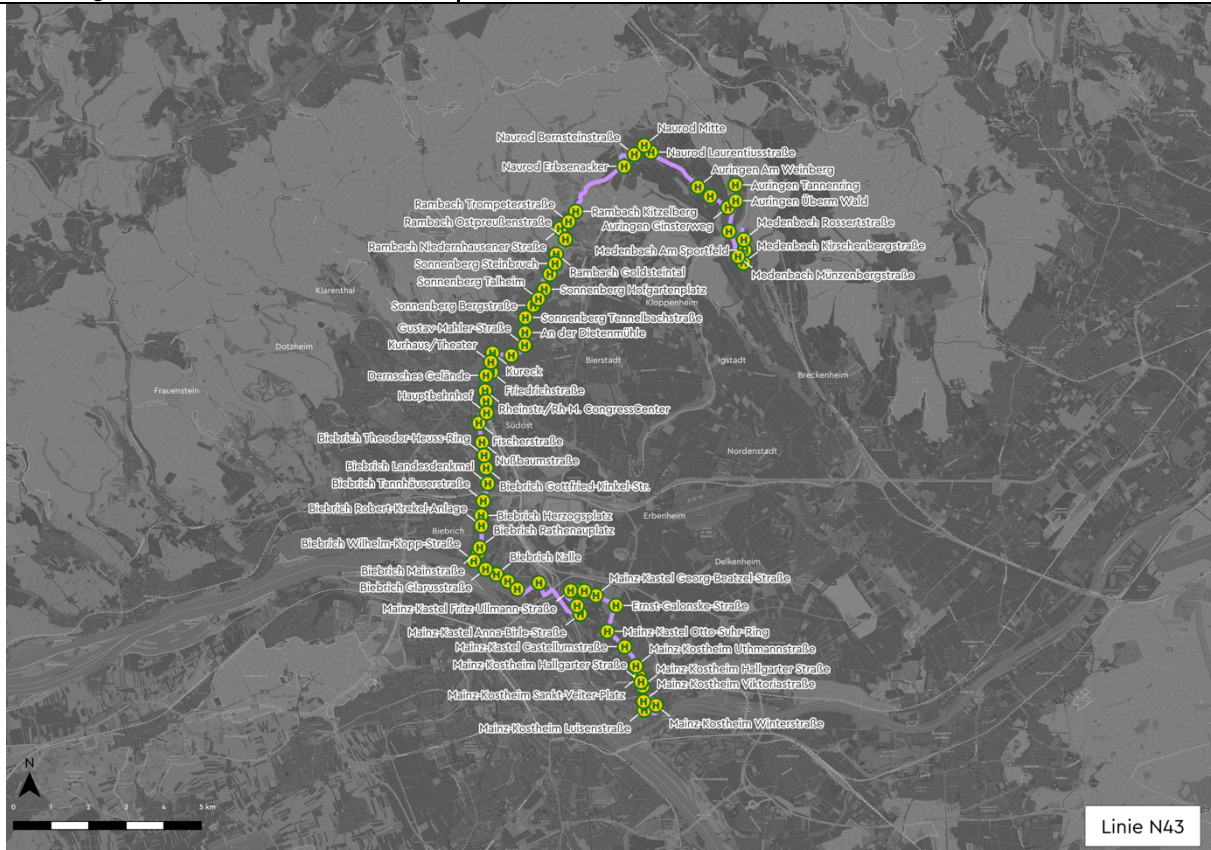 Naurod Mitte
Naurod Bernsteinstraße
Naurod Laurentiusstraße
Naurod Erbsenacker
Auringen Am Weinberg
Auringen Tannenring
Auringen Überm Wald
Rambach Trompeterstraße
Rambach Kitzelberg
Rambach Ostpreußenstraße
Auringen Ginsterweg
Medenbach Rossertstraße
Rambach Niedernhausener Straße
Medenbach Am Sportfeld
Medenbach Kirschenbergstraße
Sonnenberg Steinbruch
Rambach Goldsteintal
Medenbach Münzenbergstraße
Sonnenberg Talheim
Klarenthal
Sonnenberg Hofgartenplatz
Kloppenheim
Sonnenberg Bergstraße
Sonnenberg Tennelbachstraße
Gustav-Mahler-Straße
An der Dietenmühle
Dotzheim
Kurhaus/Theater
Bierstadt
Igstadt
Kureck
Dernsches Gelände
Breckenheim
Frauenstein
Friedrichstraße
Hauptbahnhof
Rheinstr./Rh-M. CongressCenter
Südost
Biebrich Theodor-Heuss-Ring
Fischerstraße
Nordenstadt
Nußbaumstraße
Biebrich Landesdenkmal
Biebrich Tannhäuserstraße
Biebrich Gottfried-Kinkel-Str.
Biebrich Robert-Krekel-Anlage
Biebrich Herzogsplatz
Erbenheim
Biebrich
Biebrich Rathenauplatz
Biebrich Wilhelm-Kopp-Straße
Biebrich Kalle
Delkenheim
Biebrich Mainstraße
Mainz-Kastel Georg-Beatzel-Straße
Biebrich Glarusstraße
Mainz-Kastel Fritz-Ullmann-Straße
Ernst-Galonske-Straße
Mainz-Kastel Anna-Birle-Straße
Mainz-Kastel Otto-Suhr-Ring
Mainz-Kastel Castellumstraße
Mainz-Kostheim Uthmannstraße
Mainz-Kostheim Hallgarter Straße
Mainz-Kostheim Hallgarter Straße
Mainz-Kostheim Viktoriastraße
Mainz-Kostheim Sankt-Veiter-Platz
Mainz-Kostheim Luisenstraße
Mainz-Kostheim Winterstraße
N
0 1 2 3 4 5 km
Linie N43